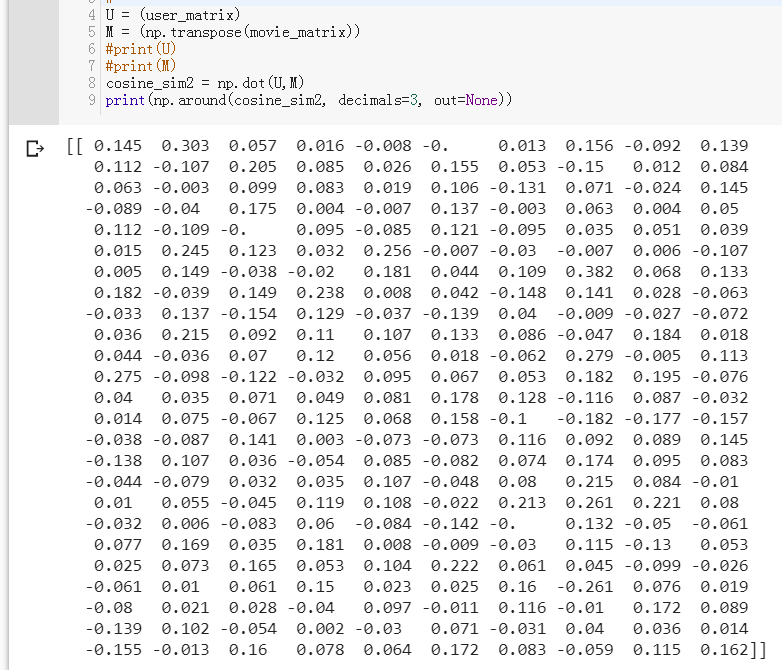 4 U = (user_matrix)
5 M = (np.transpose(movie_matrix))
6 #print(U)
7 #print(M)
8 cosine_sim2 = np.dot(U,M)
9 print(np.around(cosine_sim2, decimals=3, out=None))
[[ 0.145  0.303  0.057  0.016 -0.008 -0.     0.013  0.156 -0.092  0.139
0.112 -0.107  0.205  0.085  0.026  0.155  0.053 -0.15   0.012  0.084
0.063 -0.003  0.099  0.083  0.019  0.106 -0.131  0.071 -0.024  0.145
-0.089 -0.04   0.175  0.004 -0.007  0.137 -0.003  0.063  0.004  0.05
0.112 -0.109 -0.     0.095 -0.085  0.121 -0.095  0.035  0.051  0.039
0.015  0.245  0.123  0.032  0.256 -0.007 -0.03  -0.007  0.006 -0.107
0.005  0.149 -0.038 -0.02   0.181  0.044  0.109  0.382  0.068  0.133
0.182 -0.039  0.149  0.238  0.008  0.042 -0.148  0.141  0.028 -0.063
-0.033  0.137 -0.154  0.129 -0.037 -0.139  0.04  -0.009 -0.027 -0.072
0.036  0.215  0.092  0.11   0.107  0.133  0.086 -0.047  0.184  0.018
0.044 -0.036  0.07   0.12   0.056  0.018 -0.062  0.279 -0.005  0.113
0.275 -0.098 -0.122 -0.032  0.095  0.067  0.053  0.182  0.195 -0.076
0.04   0.035  0.071  0.049  0.081  0.178  0.128 -0.116  0.087 -0.032
0.014  0.075 -0.067  0.125  0.068  0.158 -0.1   -0.182 -0.177 -0.157
-0.038 -0.087  0.141  0.003 -0.073 -0.073  0.116  0.092  0.089  0.145
-0.138  0.107  0.036 -0.054  0.085 -0.082  0.074  0.174  0.095  0.083
-0.044 -0.079  0.032  0.035  0.107 -0.048  0.08   0.215  0.084 -0.01
0.01   0.055 -0.045  0.119  0.108 -0.022  0.213  0.261  0.221  0.08
-0.032  0.006 -0.083  0.06  -0.084 -0.142 -0.     0.132 -0.05  -0.061
0.077  0.169  0.035  0.181  0.008 -0.009 -0.03   0.115 -0.13   0.053
0.025  0.073  0.165  0.053  0.104  0.222  0.061  0.045 -0.099 -0.026
-0.061  0.01   0.061  0.15   0.023  0.025  0.16  -0.261  0.076  0.019
-0.08   0.021  0.028 -0.04   0.097 -0.011  0.116 -0.01   0.172  0.089
-0.139  0.102 -0.054  0.002 -0.03   0.071 -0.031  0.04   0.036  0.014
-0.155 -0.013  0.16   0.078  0.064  0.172  0.083 -0.059  0.115  0.162]]